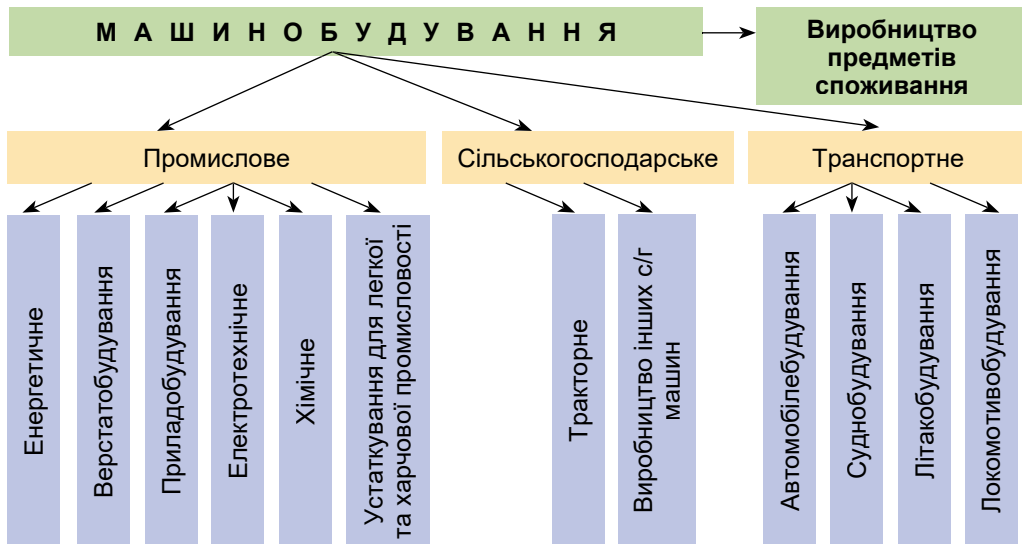 М А Ш И Н О Б У Д У В А Н Н Я
Виробництво
предметів
споживання
Промислове
Сільськогосподарське
Транспортне
Енергетичне
Верстатобудування
Приладобудування
Електротехнічне
Хімічне
Устаткування для легкої
та харчової промисловості
Тракторне
Виробництво інших с/г
машин
Автомобілебудування
Суднобудування
Літакобудування
Локомотивобудування